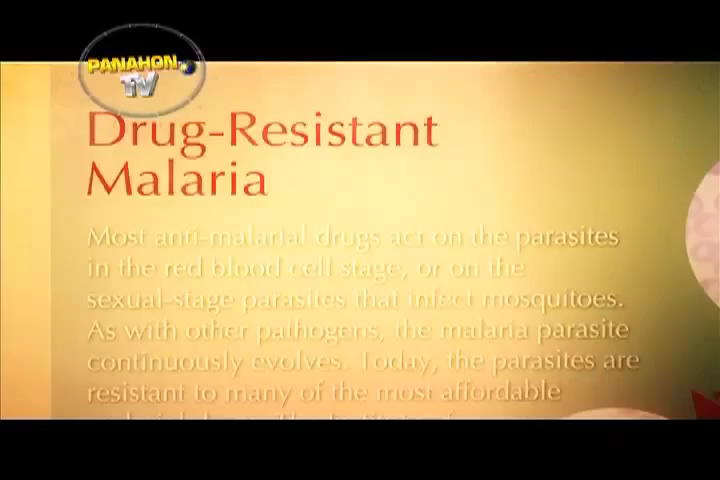 PANAHON
TV
Drug-Resistant
Malaria
Most anti-malarial drugs act on the parasites
in the red blood cell stage, or on the
sexual-stage parasites that infect mosquitoes.
As with other pathogens, the malaria parasite
continuously evolves. Today, the parasites are
resistant to many of the most affordable